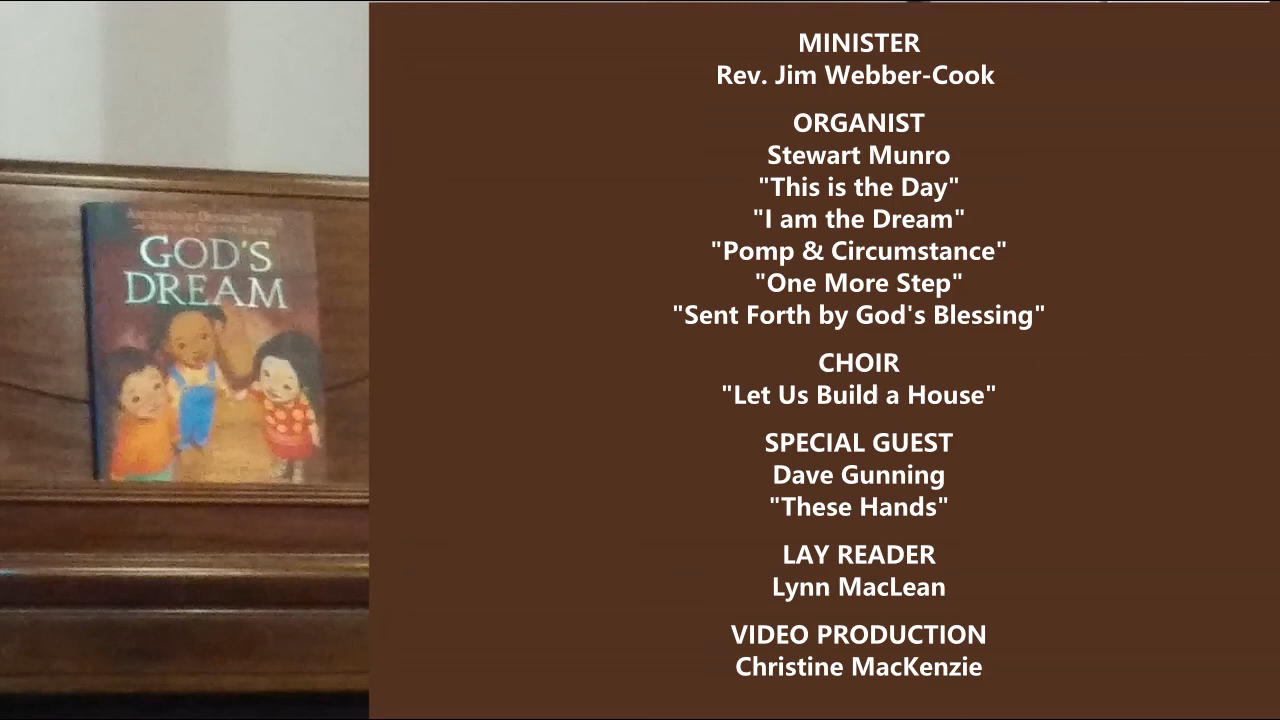 GOD'S
DREAM
MINISTER
Rev. Jim Webber-Cook
ORGANIST
Stewart Munro
"This is the Day"
"I am the Dream"
"Pomp & Circumstance"
"One More Step"
"Sent Forth by God's Blessing"
CHOIR
"Let Us Build a House"
SPECIAL GUEST
Dave Gunning
"These Hands"
LAY READER
Lynn MacLean
VIDEO PRODUCTION
Christine MacKenzie